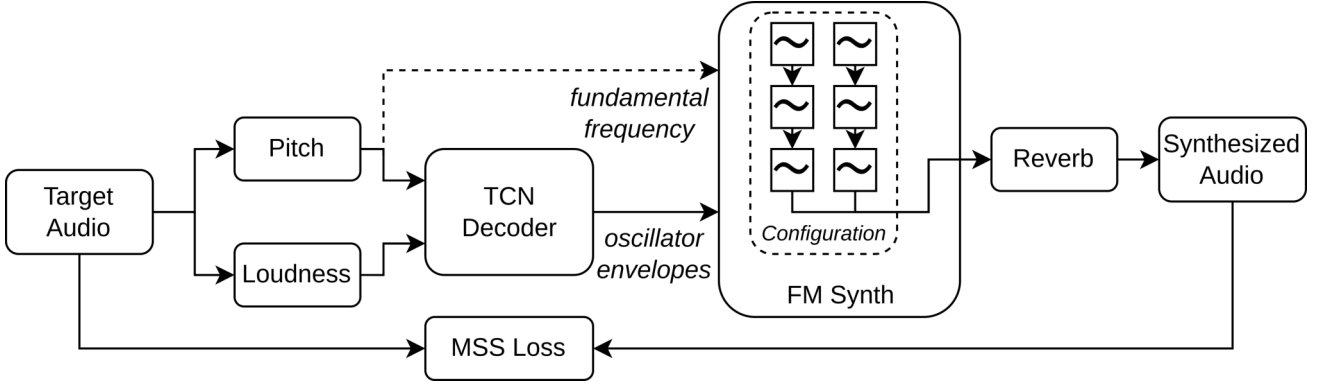 Target
Audio
Pitch
Loudness
TCN
Decoder
fundamental
frequency
oscillator
envelopes
Configuration
FM Synth
Reverb
Synthesized
Audio
MSS Loss